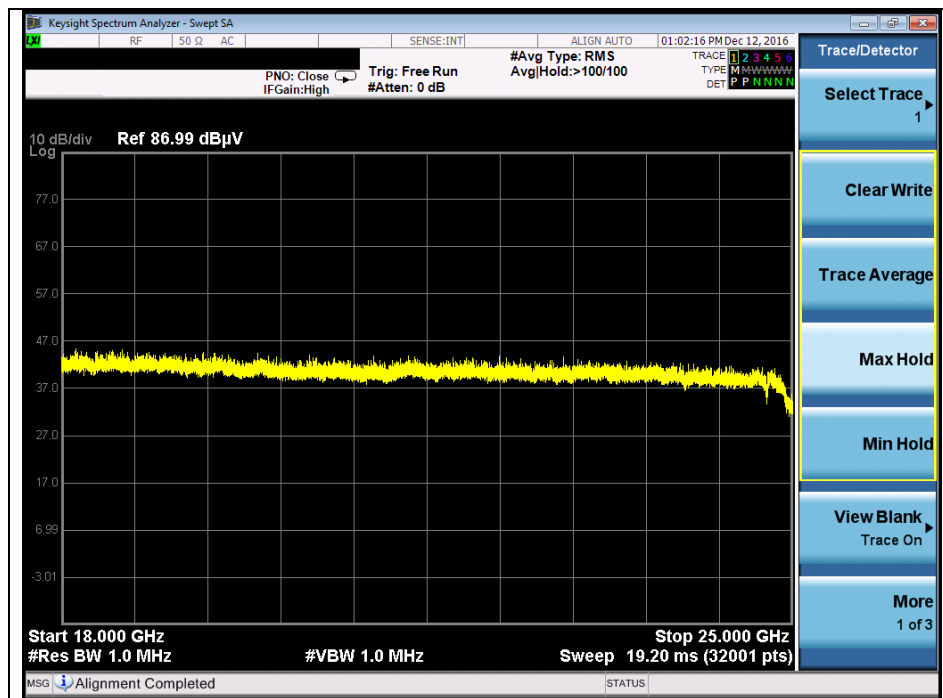 Keysight Spectrum Analyzer - Swept SA
LXI
RF
50 Ω
AC
SENSE:INT
ALIGN AUTO
01:02:16 PM Dec 12, 2016
PNO: Close
IFGain:High
Trig: Free Run
#Atten: 0 dB
#Avg Type: RMS
Avg|Hold:>100/100
TRACE 1 2 3 4 5 6
TYPE M M W W W W
DET P P N N N N
10 dB/div
Log
Ref 86.99 dBµV
77.0
67.0
57.0
47.0
37.0
27.0
17.0
6.99
-3.01
Start 18.000 GHz
Stop 25.000 GHz
#Res BW 1.0 MHz
#VBW 1.0 MHz
Sweep 19.20 ms (32001 pts)
MSG
Alignment Completed
STATUS
Trace/Detector
Select Trace
1
Clear Write
Trace Average
Max Hold
Min Hold
View Blank
Trace On
More
1 of 3